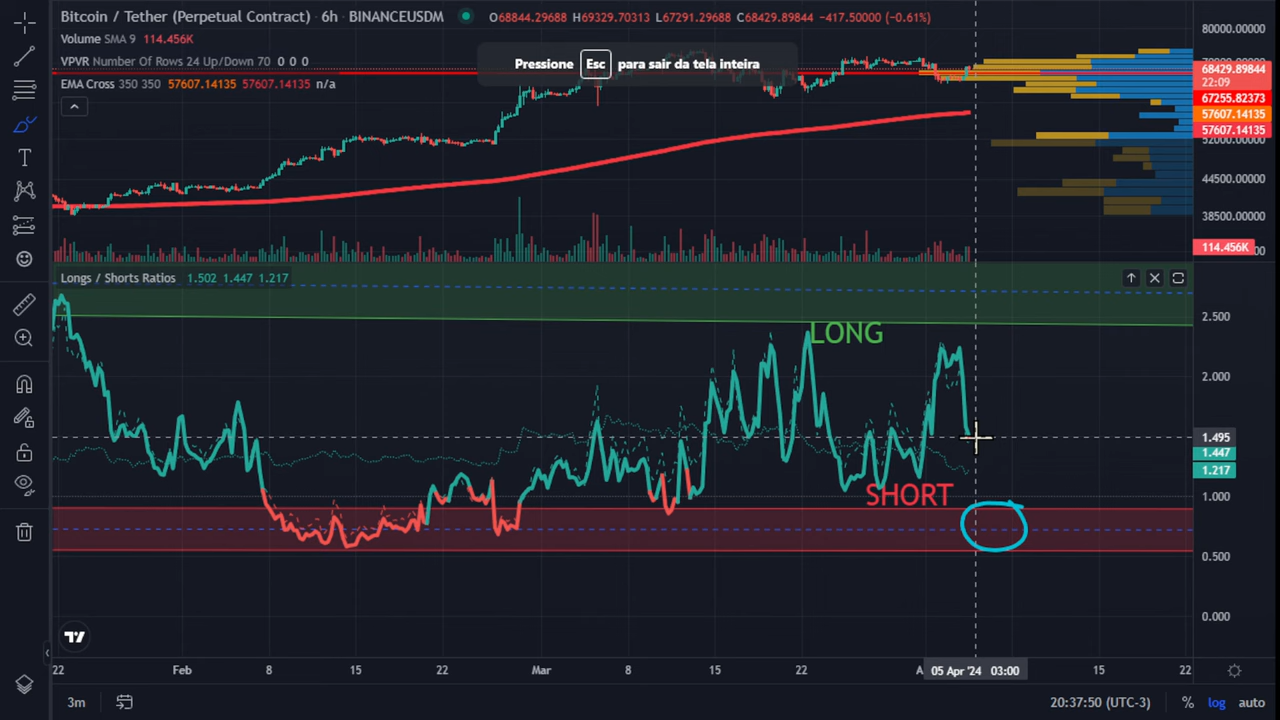 Bitcoin / Tether (Perpetual Contract) · 6h · BINANCEUSDM O68844.29688 H69329.70313 L67291.29688 C68429.89844 −417.50000 (−0.61%)
Volume SMA 9 114.456K
VPVR Number Of Rows 24 Up/Down 70 0 0 0
EMA Cross 350 350 57607.14135 57607.14135 n/a
Pressione Esc para sair da tela inteira
80000.00000
68429.89844
22:09
67255.82373
57607.14135
57607.14135
52000.00000
44500.00000
38500.00000
114.456K
Longs / Shorts Ratios 1.502 1.447 1.217
LONG
SHORT
2.500
2.000
1.495
1.447
1.217
1.000
0.500
0.000
22 Feb 8 15 22 Mar 8 15 22 A 05 Apr '24 03:00 15 22
3m 20:37:50 (UTC-3) % log auto